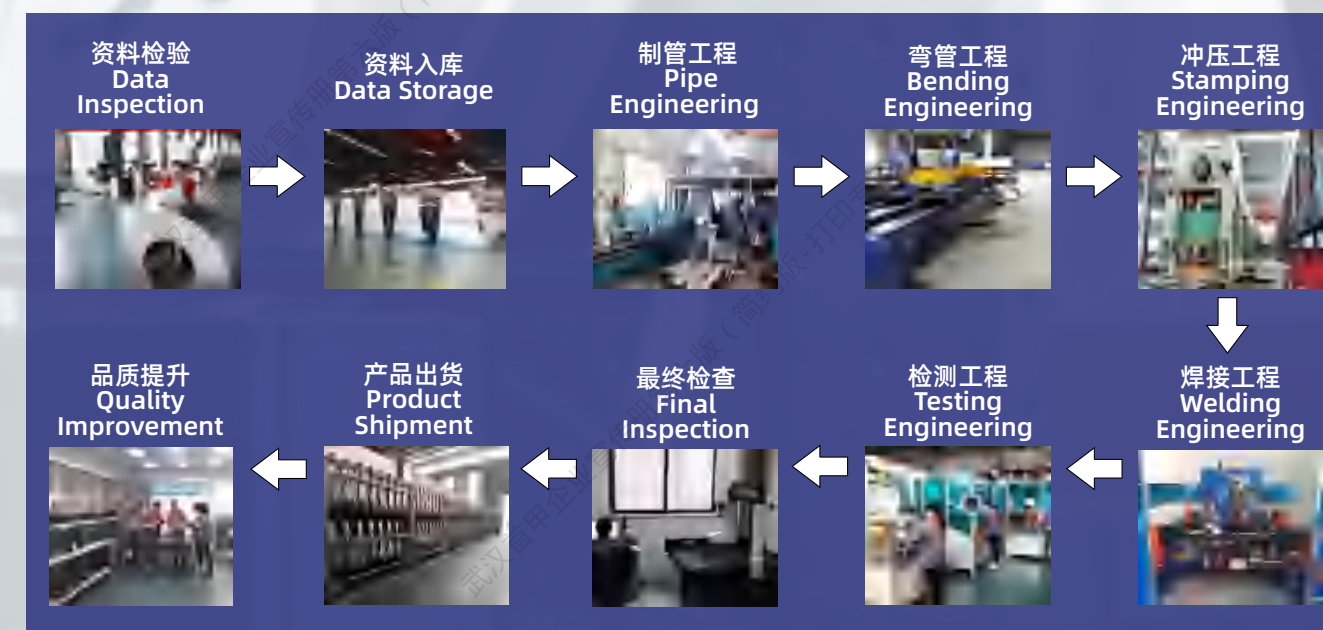 资料检验
Data
Inspection
资料入库
Data Storage
制管工程
Pipe
Engineering
弯管工程
Bending
Engineering
冲压工程
Stamping
Engineering
品质提升
Quality
Improvement
产品出货
Product
Shipment
最终检查
Final
Inspection
检测工程
Testing
Engineering
焊接工程
Welding
Engineering